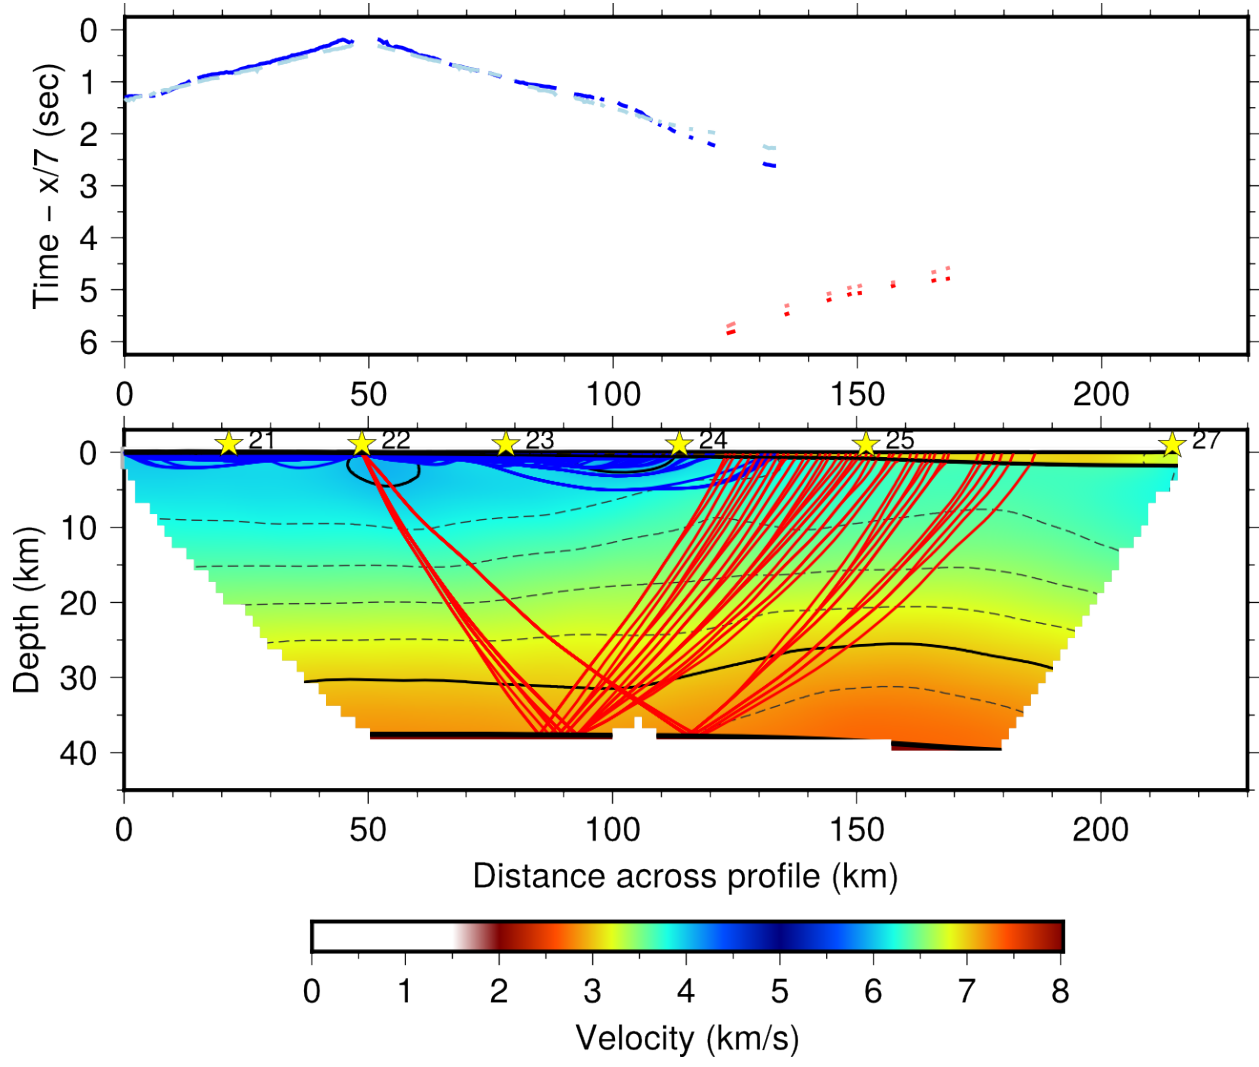 0
1
2
3
4
5
6
Time – x/7 (sec)
0 50 100 150 200
21 22 23 24 25 27
0
10
20
30
40
Depth (km)
0 50 100 150 200
Distance across profile (km)
0 1 2 3 4 5 6 7 8
Velocity (km/s)